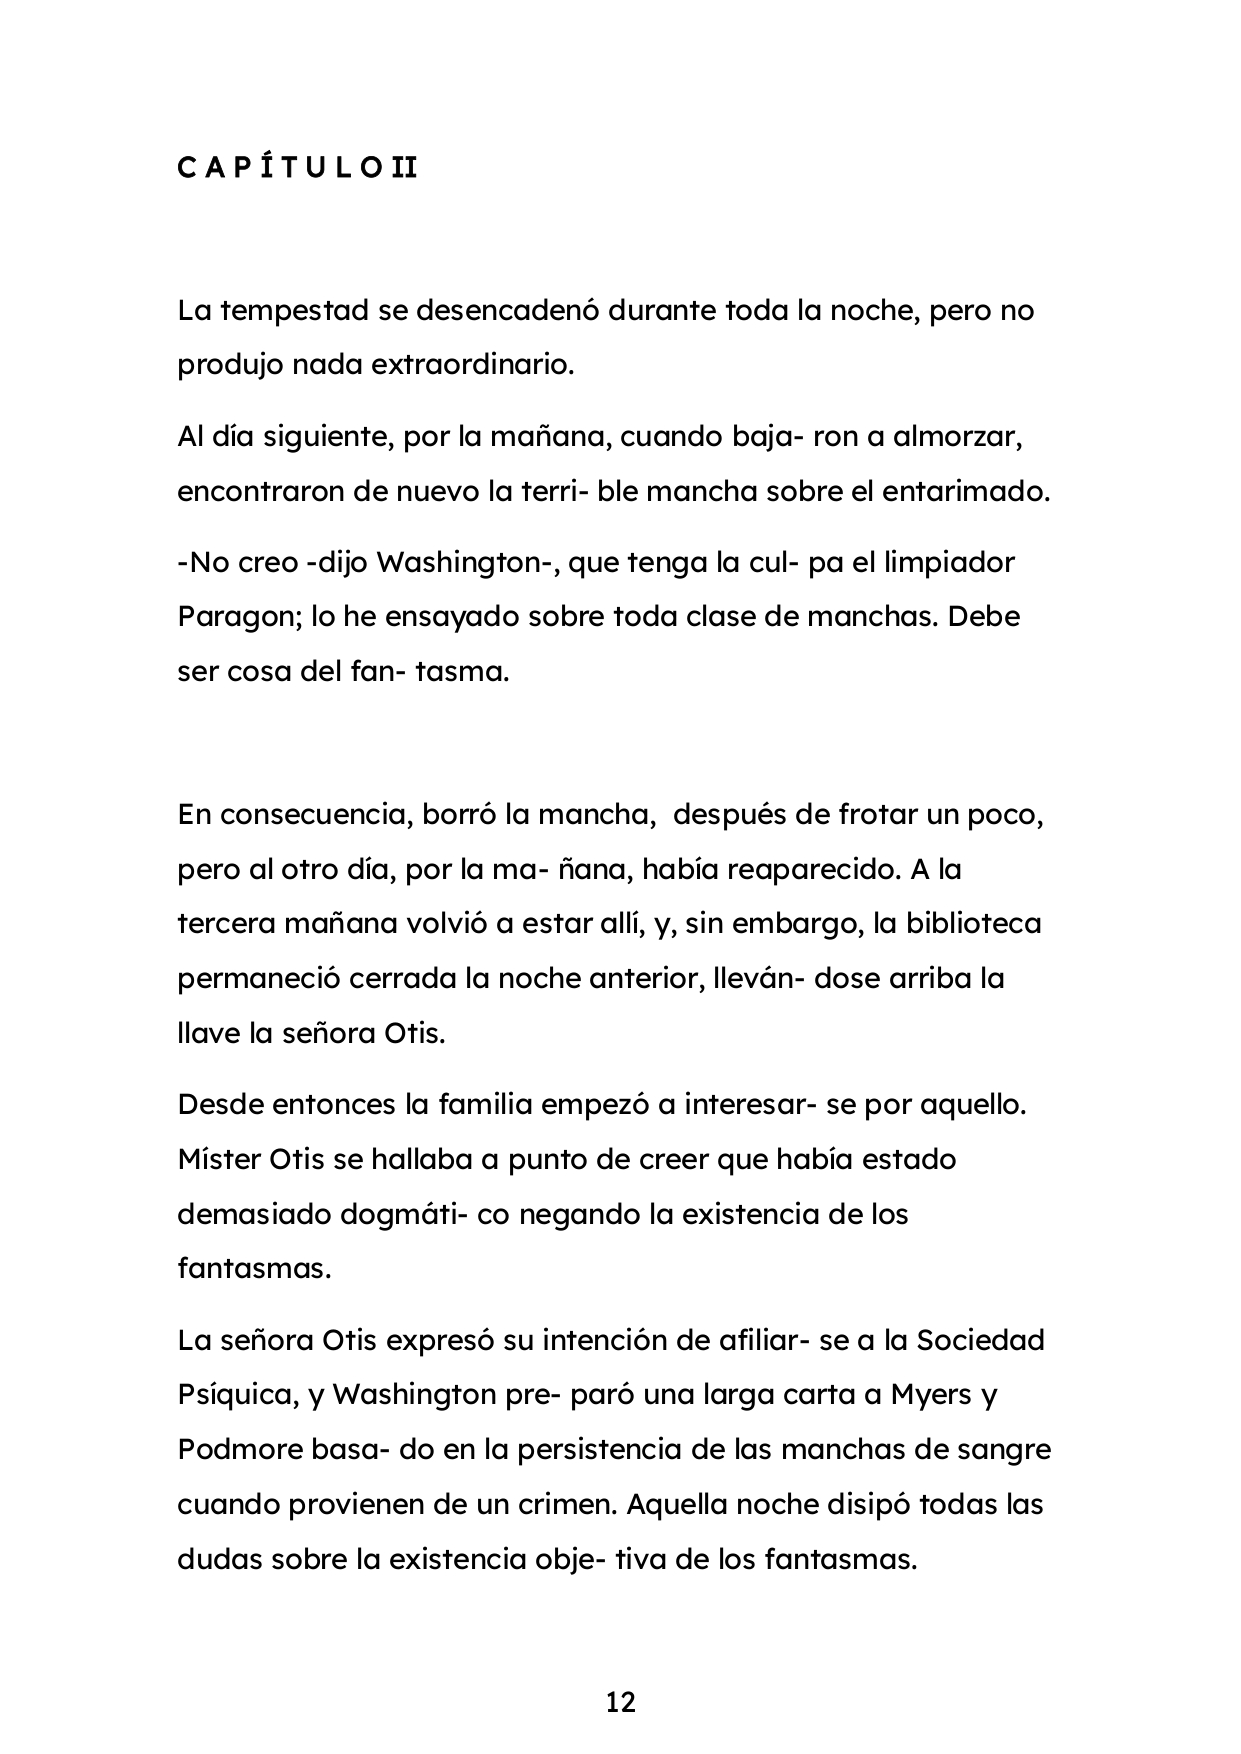 C A P Í T U L O II
La tempestad se desencadenó durante toda la noche, pero no
produjo nada extraordinario.
Al día siguiente, por la mañana, cuando baja- ron a almorzar,
encontraron de nuevo la terri- ble mancha sobre el entarimado.
-No creo -dijo Washington-, que tenga la cul- pa el limpiador
Paragon; lo he ensayado sobre toda clase de manchas. Debe
ser cosa del fan- tasma.
En consecuencia, borró la mancha,  después de frotar un poco,
pero al otro día, por la ma- ñana, había reaparecido. A la
tercera mañana volvió a estar allí, y, sin embargo, la biblioteca
permaneció cerrada la noche anterior, lleván- dose arriba la
llave la señora Otis.
Desde entonces la familia empezó a interesar- se por aquello.
Míster Otis se hallaba a punto de creer que había estado
demasiado dogmáti- co negando la existencia de los
fantasmas.
La señora Otis expresó su intención de afiliar- se a la Sociedad
Psíquica, y Washington pre- paró una larga carta a Myers y
Podmore basa- do en la persistencia de las manchas de sangre
cuando provienen de un crimen. Aquella noche disipó todas las
dudas sobre la existencia obje- tiva de los fantasmas.
12